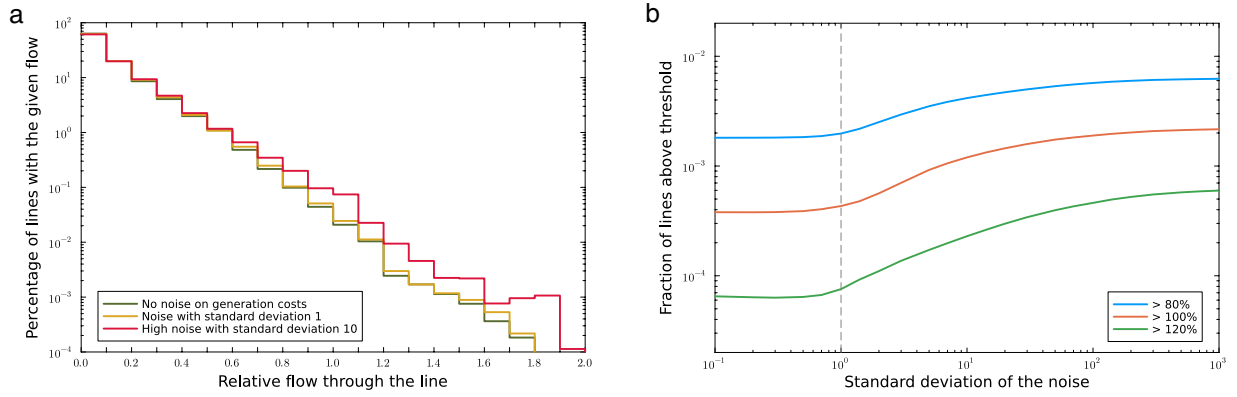 a
Percentage of lines with the given flow
10^2
10^1
10^0
10^-1
10^-2
10^-3
10^-4
No noise on generation costs
Noise with standard deviation 1
High noise with standard deviation 10
0.0 0.2 0.4 0.6 0.8 1.0 1.2 1.4 1.6 1.8 2.0
Relative flow through the line
b
Fraction of lines above threshold
10^-2
10^-3
10^-4
> 80%
> 100%
> 120%
10^-1 10^0 10^1 10^2 10^3
Standard deviation of the noise